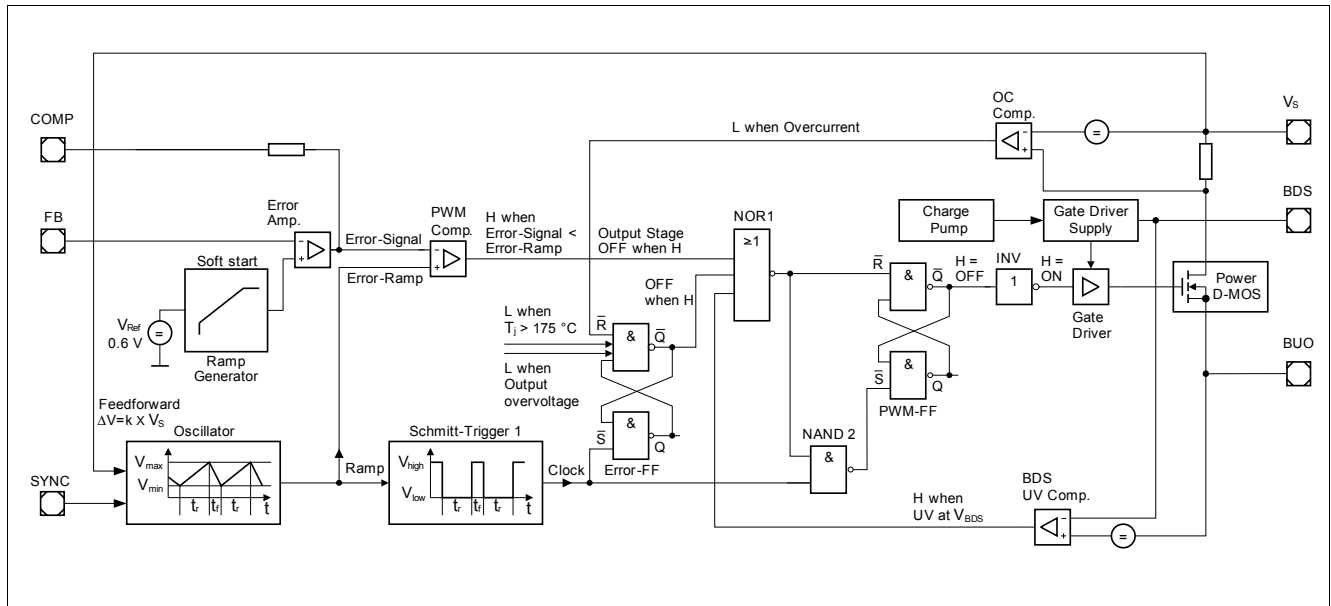 COMP
FB
SYNC
Error
Amp.
-
+
Soft start
V_Ref
0.6 V
=
Ramp
Generator
Feedforward
ΔV=k x V_S
Oscillator
V_max
V_min
t_r t_f t_r t
Ramp
Error-Signal
Error-Ramp
PWM
Comp.
-
+
H when
Error-Signal <
Error-Ramp
Output Stage
OFF when H
OFF
when H
L when
T_j > 175 °C
L when
Output
overvoltage
R̅
&
Q̅
S̅
&
Q
Error-FF
Schmitt-Trigger 1
V_high
V_low
t_r t_f t_r t
Clock
L when Overcurrent
OC
Comp.
-
+
=
NOR1
≥1
NAND 2
&
R̅
&
Q̅
S̅
&
Q
PWM-FF
H =
OFF
INV
1
H =
ON
Charge
Pump
Gate Driver
Supply
Gate
Driver
Power
D-MOS
H when
UV at V_BDS
BDS
UV Comp.
-
+
=
V_S
BDS
BUO